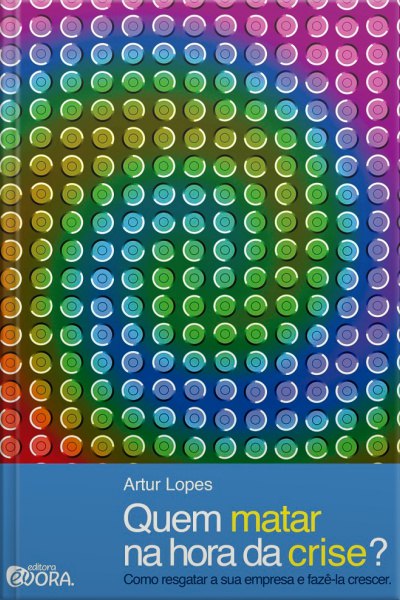 Artur Lopes
Quem matar
na hora da crise?
Como resgatar a sua empresa e fazê-la crescer.
editora
évORA.